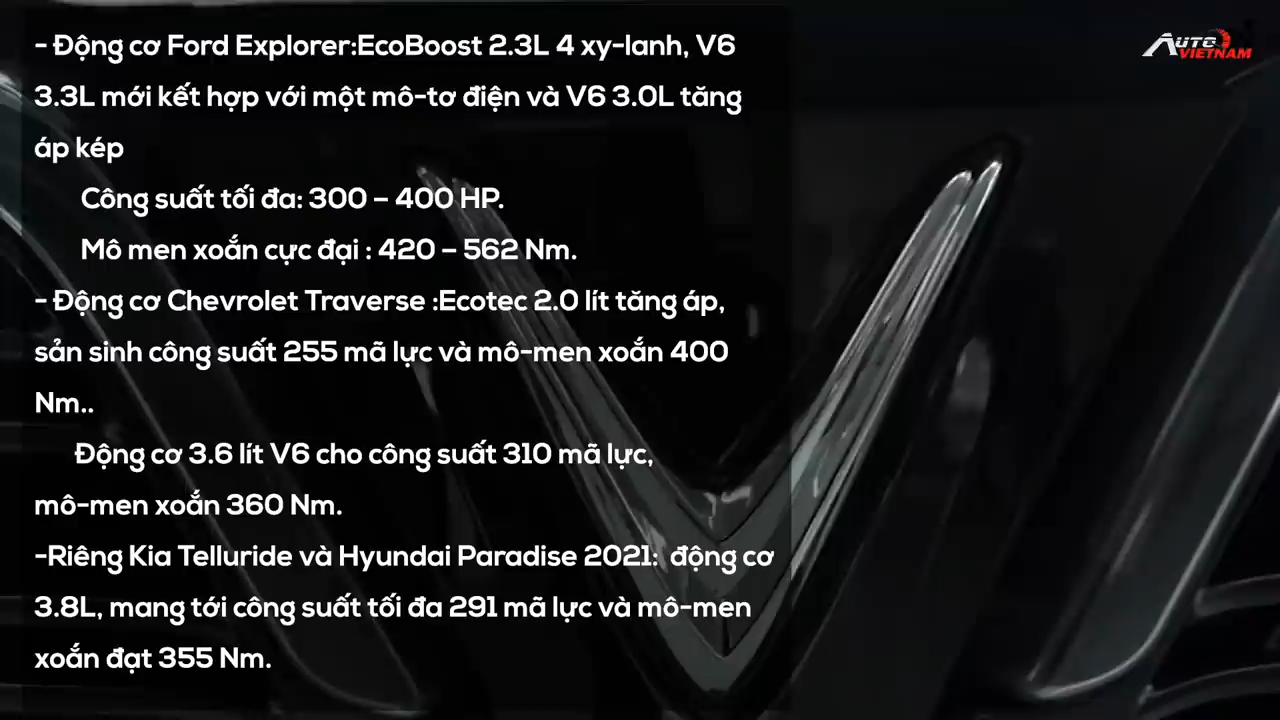 - Động cơ Ford Explorer:EcoBoost 2.3L 4 xy-lanh, V6
3.3L mới kết hợp với một mô-tơ điện và V6 3.0L tăng
áp kép
Công suất tối đa: 300 – 400 HP.
Mô men xoắn cực đại : 420 – 562 Nm.
- Động cơ Chevrolet Traverse :Ecotec 2.0 lít tăng áp,
sản sinh công suất 255 mã lực và mô-men xoắn 400
Nm..
Động cơ 3.6 lít V6 cho công suất 310 mã lực,
mô-men xoắn 360 Nm.
-Riêng Kia Telluride và Hyundai Paradise 2021: động cơ
3.8L, mang tới công suất tối đa 291 mã lực và mô-men
xoắn đạt 355 Nm.
AUTO
VIETNAM